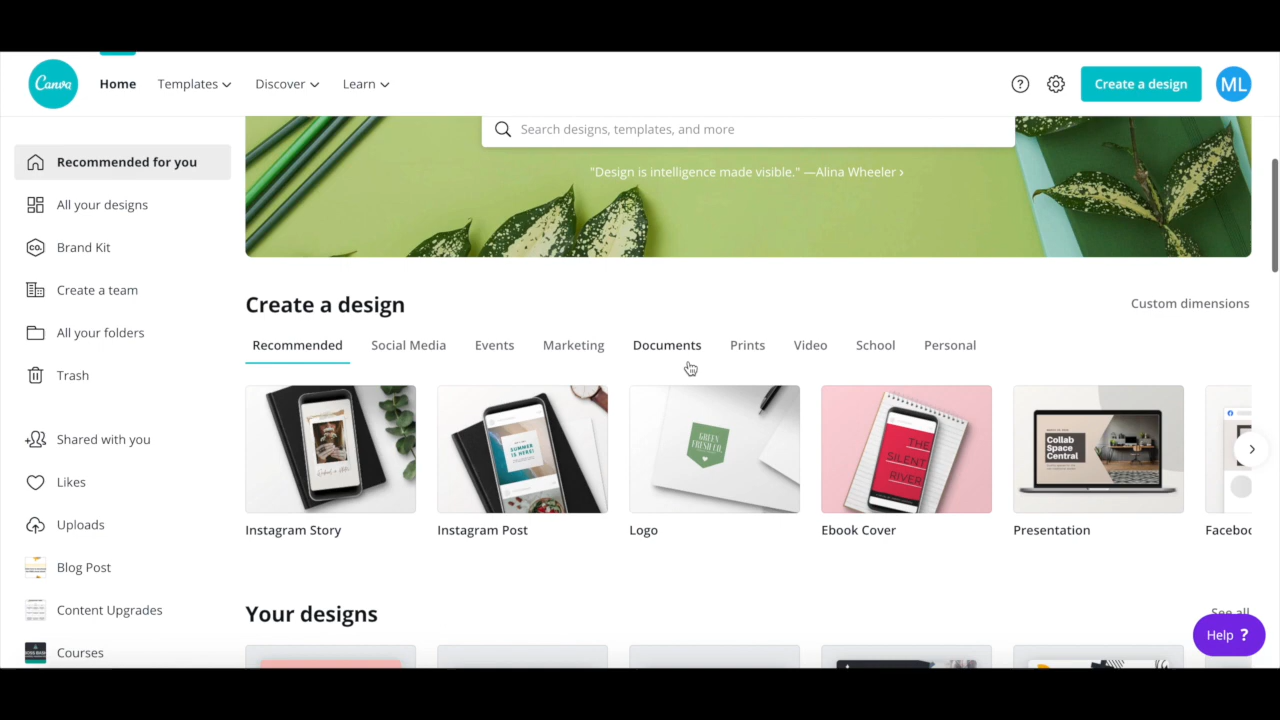 Canva
Home
Templates
Discover
Learn
Create a design
ML
Recommended for you
All your designs
Brand Kit
CO.
Create a team
All your folders
Trash
Shared with you
Likes
Uploads
Blog Post
Content Upgrades
Courses
Search designs, templates, and more
"Design is intelligence made visible." —Alina Wheeler ›
Create a design
Custom dimensions
Recommended
Social Media
Events
Marketing
Documents
Prints
Video
School
Personal
SUMMER
IS HERE!
GREEN
FRESH CO.
THE
SILENT
RIVER
Collab
Space
Central
Instagram Story
Instagram Post
Logo
Ebook Cover
Presentation
Your designs
See all
Help ?